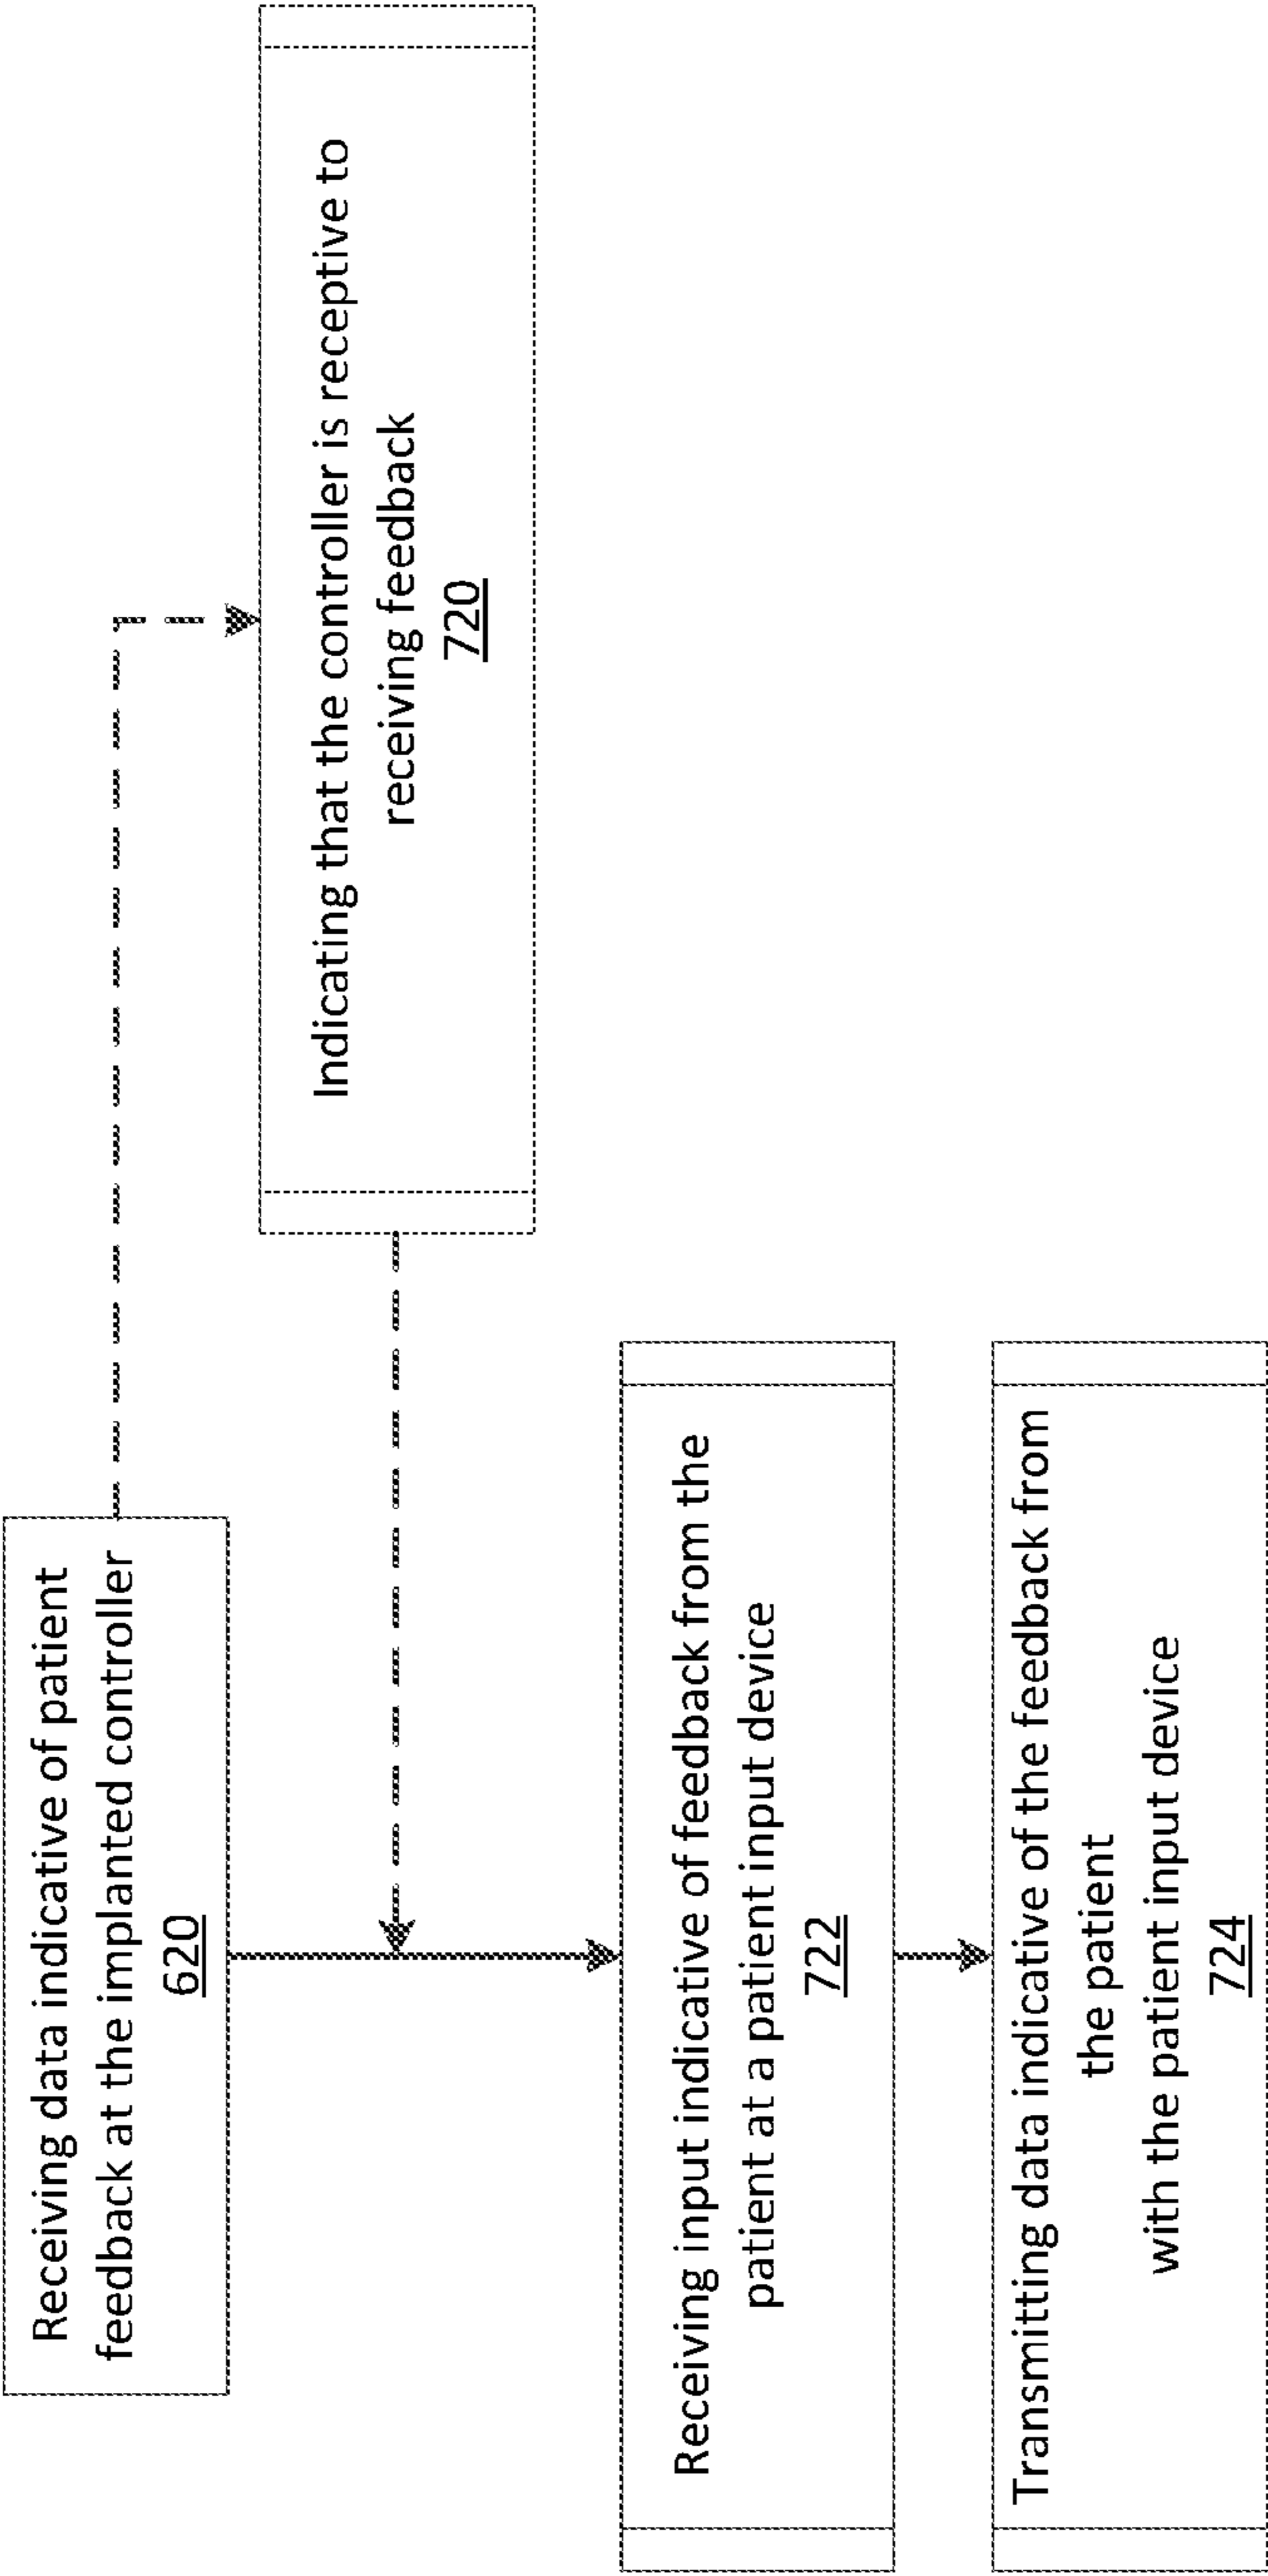 Receiving data indicative of patient
feedback at the implanted controller
620
Indicating that the controller is receptive to
receiving feedback
720
Receiving input indicative of feedback from the
patient at a patient input device
722
Transmitting data indicative of the feedback from
the patient
with the patient input device
724